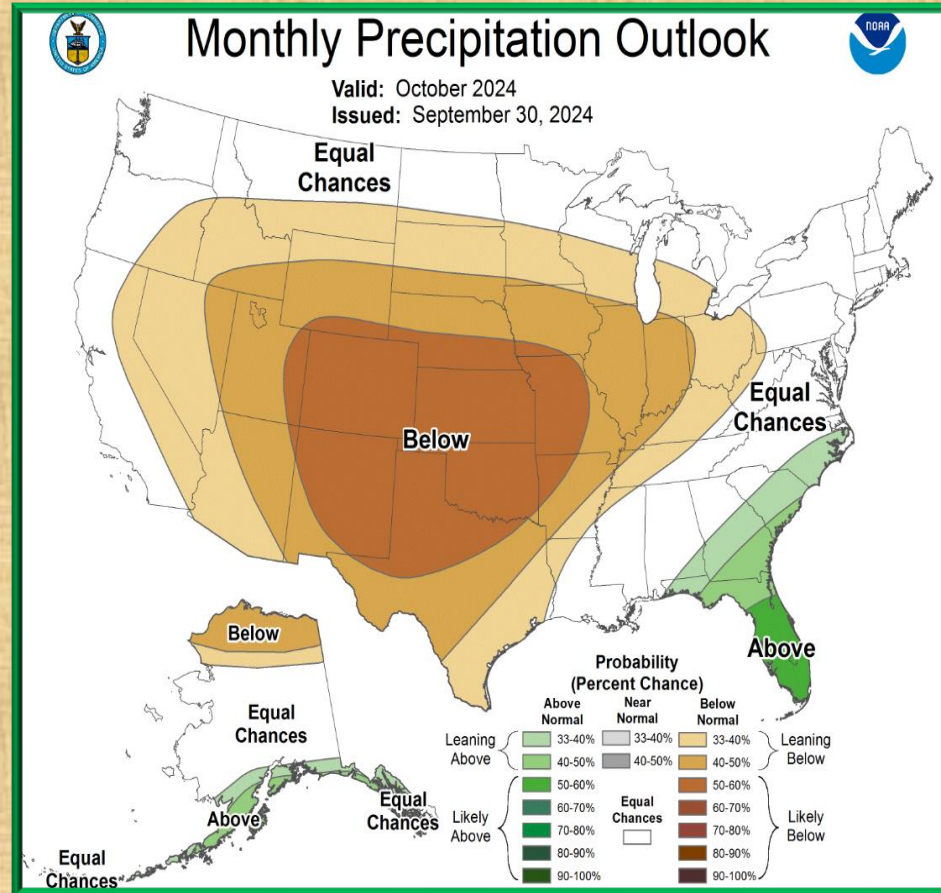 Monthly Precipitation Outlook
NOAA
Valid: October 2024
Issued: September 30, 2024
Equal
Chances
Equal
Chances
Below
Above
Below
Equal
Chances
Above
Equal
Chances
Equal
Chances
Probability
(Percent Chance)
Above
Normal
Near
Normal
Below
Normal
Leaning
Above
33-40%
40-50%
33-40%
40-50%
33-40%
40-50%
Leaning
Below
Likely
Above
50-60%
60-70%
70-80%
80-90%
90-100%
Equal
Chances
50-60%
60-70%
70-80%
80-90%
90-100%
Likely
Below